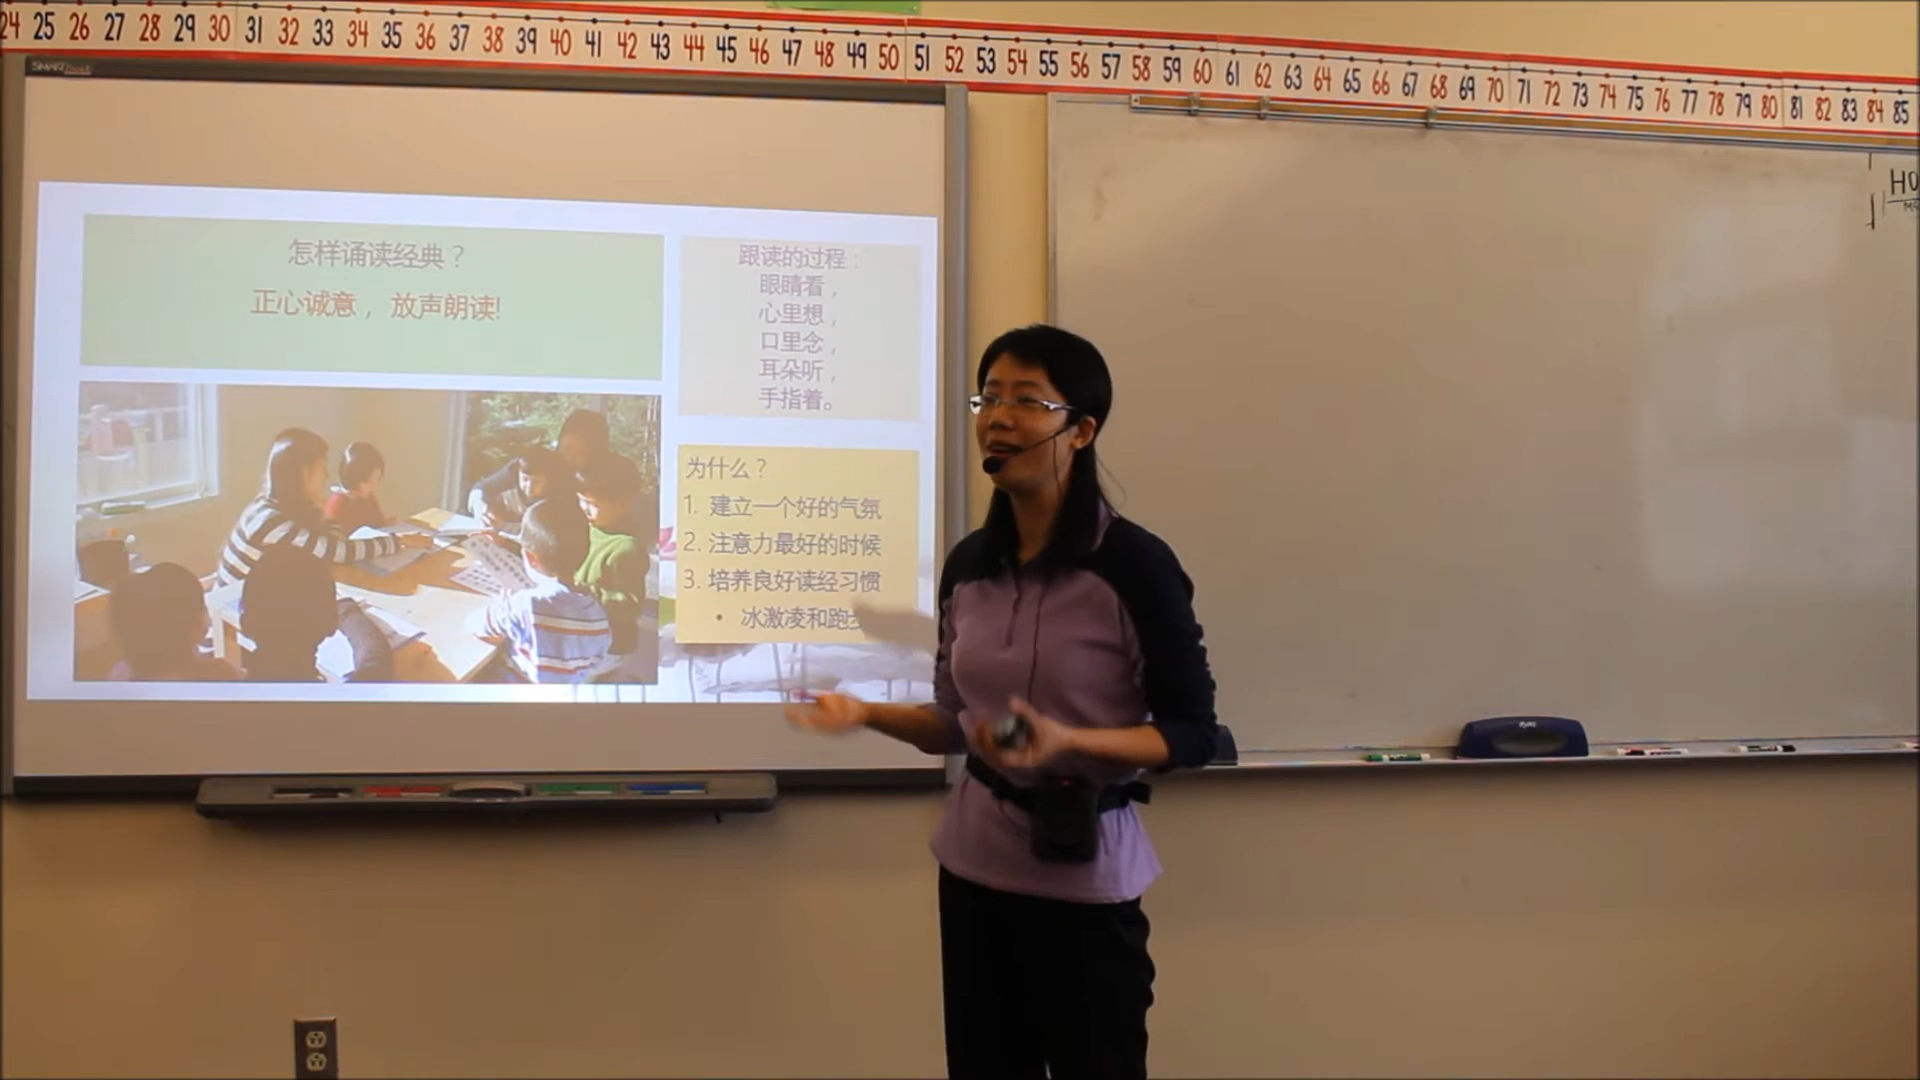 24 25 26 27 28 29 30 31 32 33 34 35 36 37 38 39 40 41 42 43 44 45 46 47 48 49 50 51 52 53 54 55 56 57 58 59 60 61 62 63 64 65 66 67 68 69 70 71 72 73 74 75 76 77 78 79 80 81 82 83 84 85
SMART
怎样诵读经典？
正心诚意，放声朗读!
跟读的过程：
眼睛看，
心里想，
口里念，
耳朵听，
手指着。
为什么？
1. 建立一个好的气氛
2. 注意力最好的时候
3. 培养良好读经习惯
• 冰激凌和跑步
HO